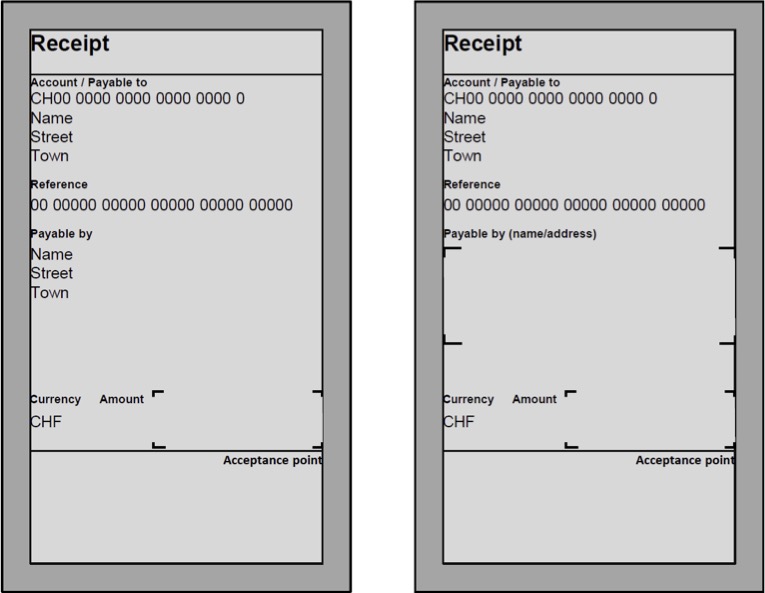 Receipt
Account / Payable to
CH00 0000 0000 0000 0000 0
Name
Street
Town
Reference
00 00000 00000 00000 00000 00000
Payable by
Name
Street
Town
Currency Amount
CHF
Acceptance point
Receipt
Account / Payable to
CH00 0000 0000 0000 0000 0
Name
Street
Town
Reference
00 00000 00000 00000 00000 00000
Payable by (name/address)
Currency Amount
CHF
Acceptance point